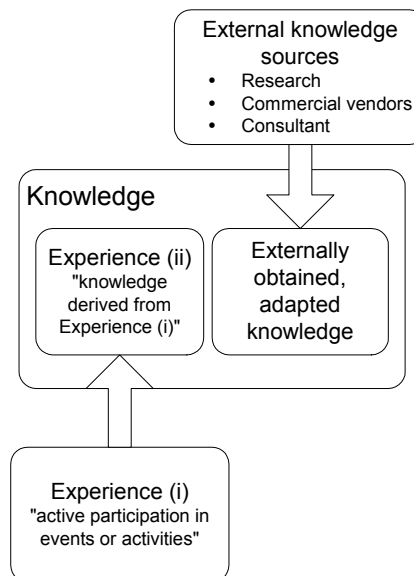 External knowledge
sources
• Research
• Commercial vendors
• Consultant
Knowledge
Experience (ii)
"knowledge
derived from
Experience (i)"
Externally
obtained,
adapted
knowledge
Experience (i)
"active participation in
events or activities"